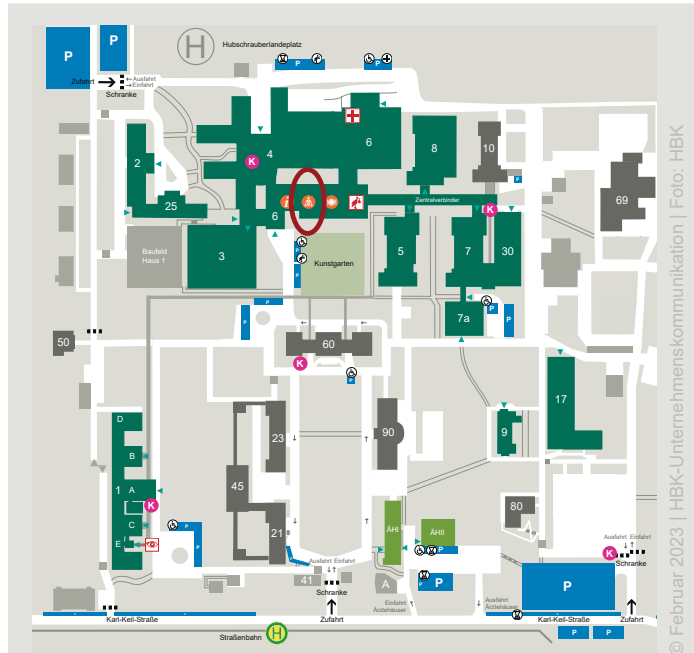 P
P
H
Hubschrauberlandeplatz
P
P
Zufahrt
Ausfahrt
Einfahrt
Schranke
6
4
8
10
2
K
69
25
6
Zentralverbinder
K
Baufeld
Haus 1
3
P
P
Kunstgarten
5
7
30
P
P
P
P
7a
50
60
K
P
17
D
23
90
9
B
45
1
A
K
80
C
21
ÄHI
ÄHII
E
P
K
Ausfahrt Einfahrt
Ausfahrt Einfahrt
Schranke
P
P
41
Schranke
A
Einfahrt
Ärztehäuser
Ausfahrt
Ärztehäuser
Karl-Keil-Straße
Zufahrt
Karl-Keil-Straße
Zufahrt
Straßenbahn
H
P
P
© Februar 2023 | HBK-Unternehmenskommunikation | Foto: HBK